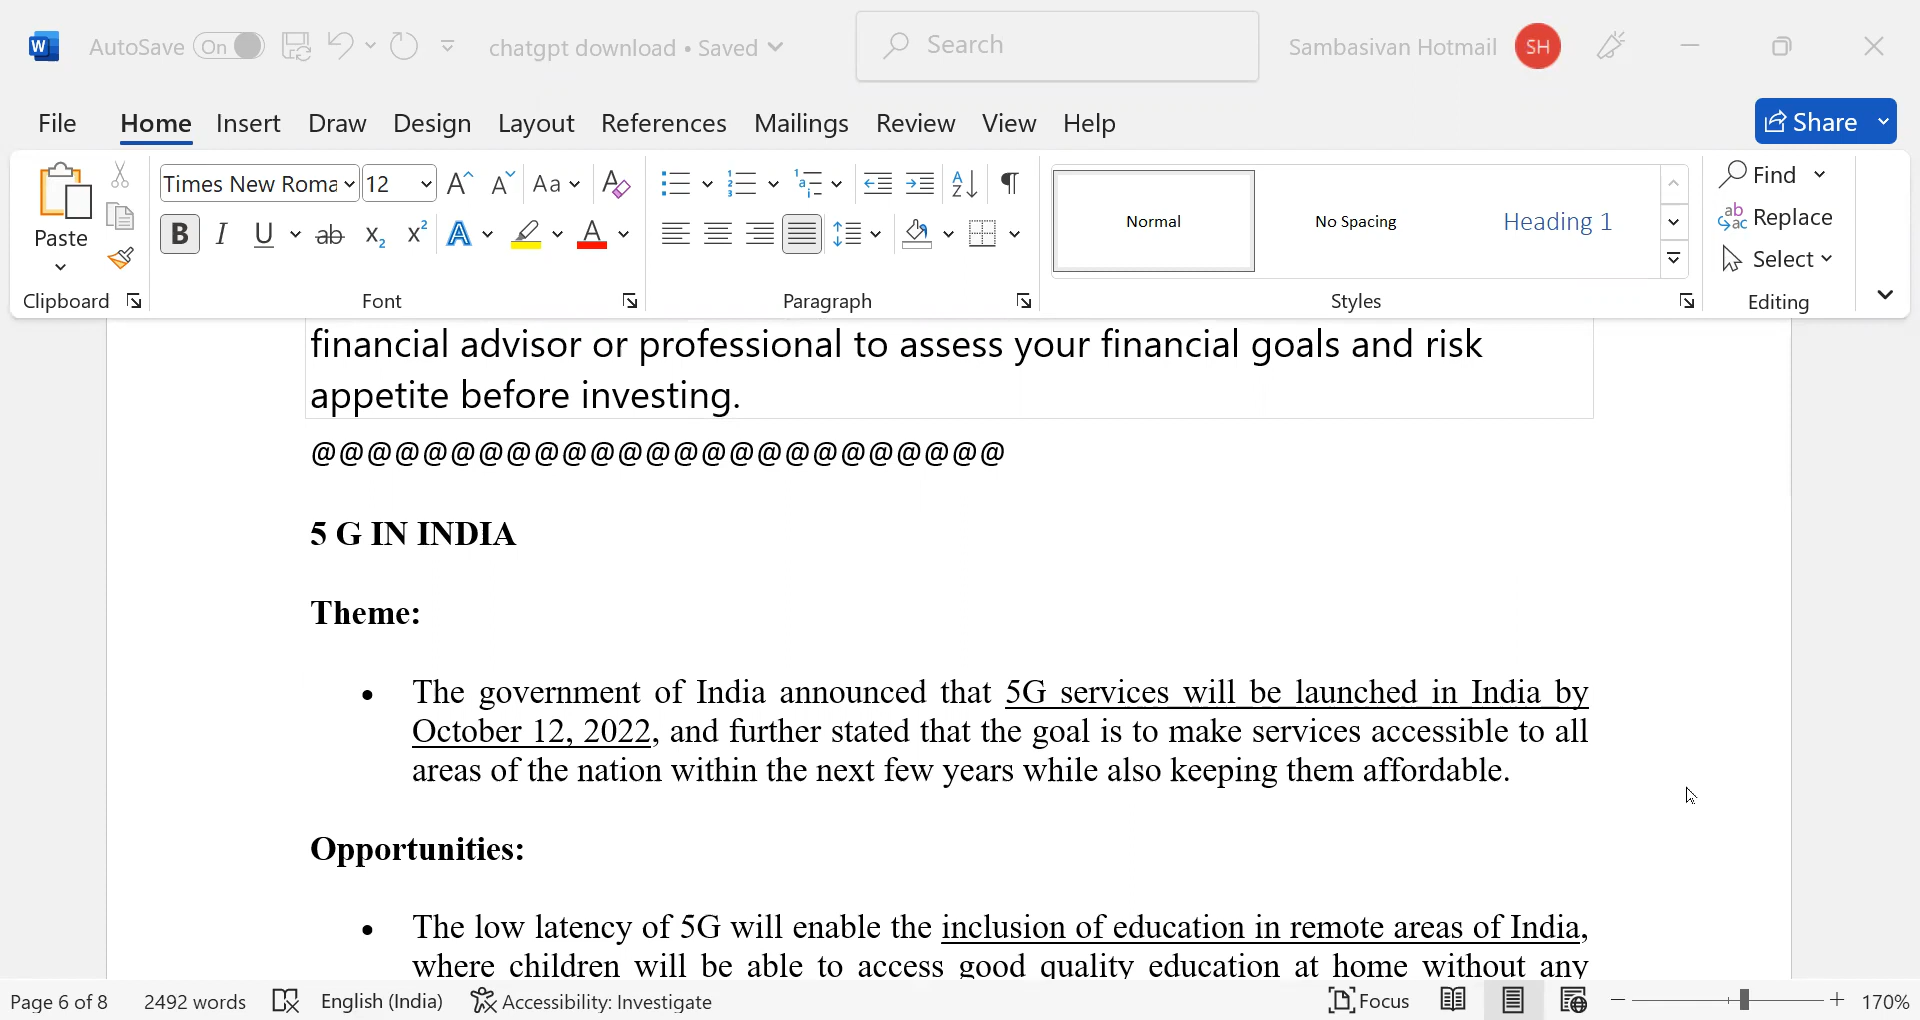 W AutoSave On chatgpt download • Saved Search Sambasivan Hotmail SH
File Home Insert Draw Design Layout References Mailings Review View Help Share
Paste
Times New Roma 12 A A Aa A
B I U ab x₂ x² A A
Normal No Spacing Heading 1
Find
Replace
Select
Clipboard Font Paragraph Styles Editing
financial advisor or professional to assess your financial goals and risk
appetite before investing.
@@@@@@@@@@@@@@@@@@@@@@@@@
5 G IN INDIA
Theme:
• The government of India announced that 5G services will be launched in India by
October 12, 2022, and further stated that the goal is to make services accessible to all
areas of the nation within the next few years while also keeping them affordable.
Opportunities:
• The low latency of 5G will enable the inclusion of education in remote areas of India,
where children will be able to access good quality education at home without any
Page 6 of 8 2492 words English (India) Accessibility: Investigate Focus 170%